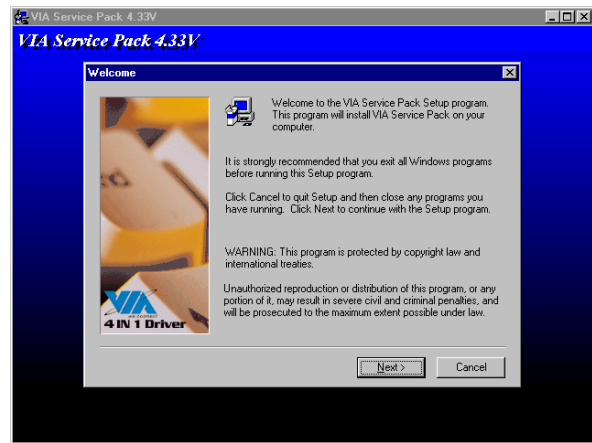 VIA Service Pack 4.33V
VIA Service Pack 4.33V
Welcome
Welcome to the VIA Service Pack Setup program.
This program will install VIA Service Pack on your
computer.
It is strongly recommended that you exit all Windows programs
before running this Setup program.
Click Cancel to quit Setup and then close any programs you
have running. Click Next to continue with the Setup program.
WARNING: This program is protected by copyright law and
international treaties.
Unauthorized reproduction or distribution of this program, or any
portion of it, may result in severe civil and criminal penalties, and
will be prosecuted to the maximum extent possible under law.
VIA
we connect
4 IN 1 Driver
Next >
Cancel